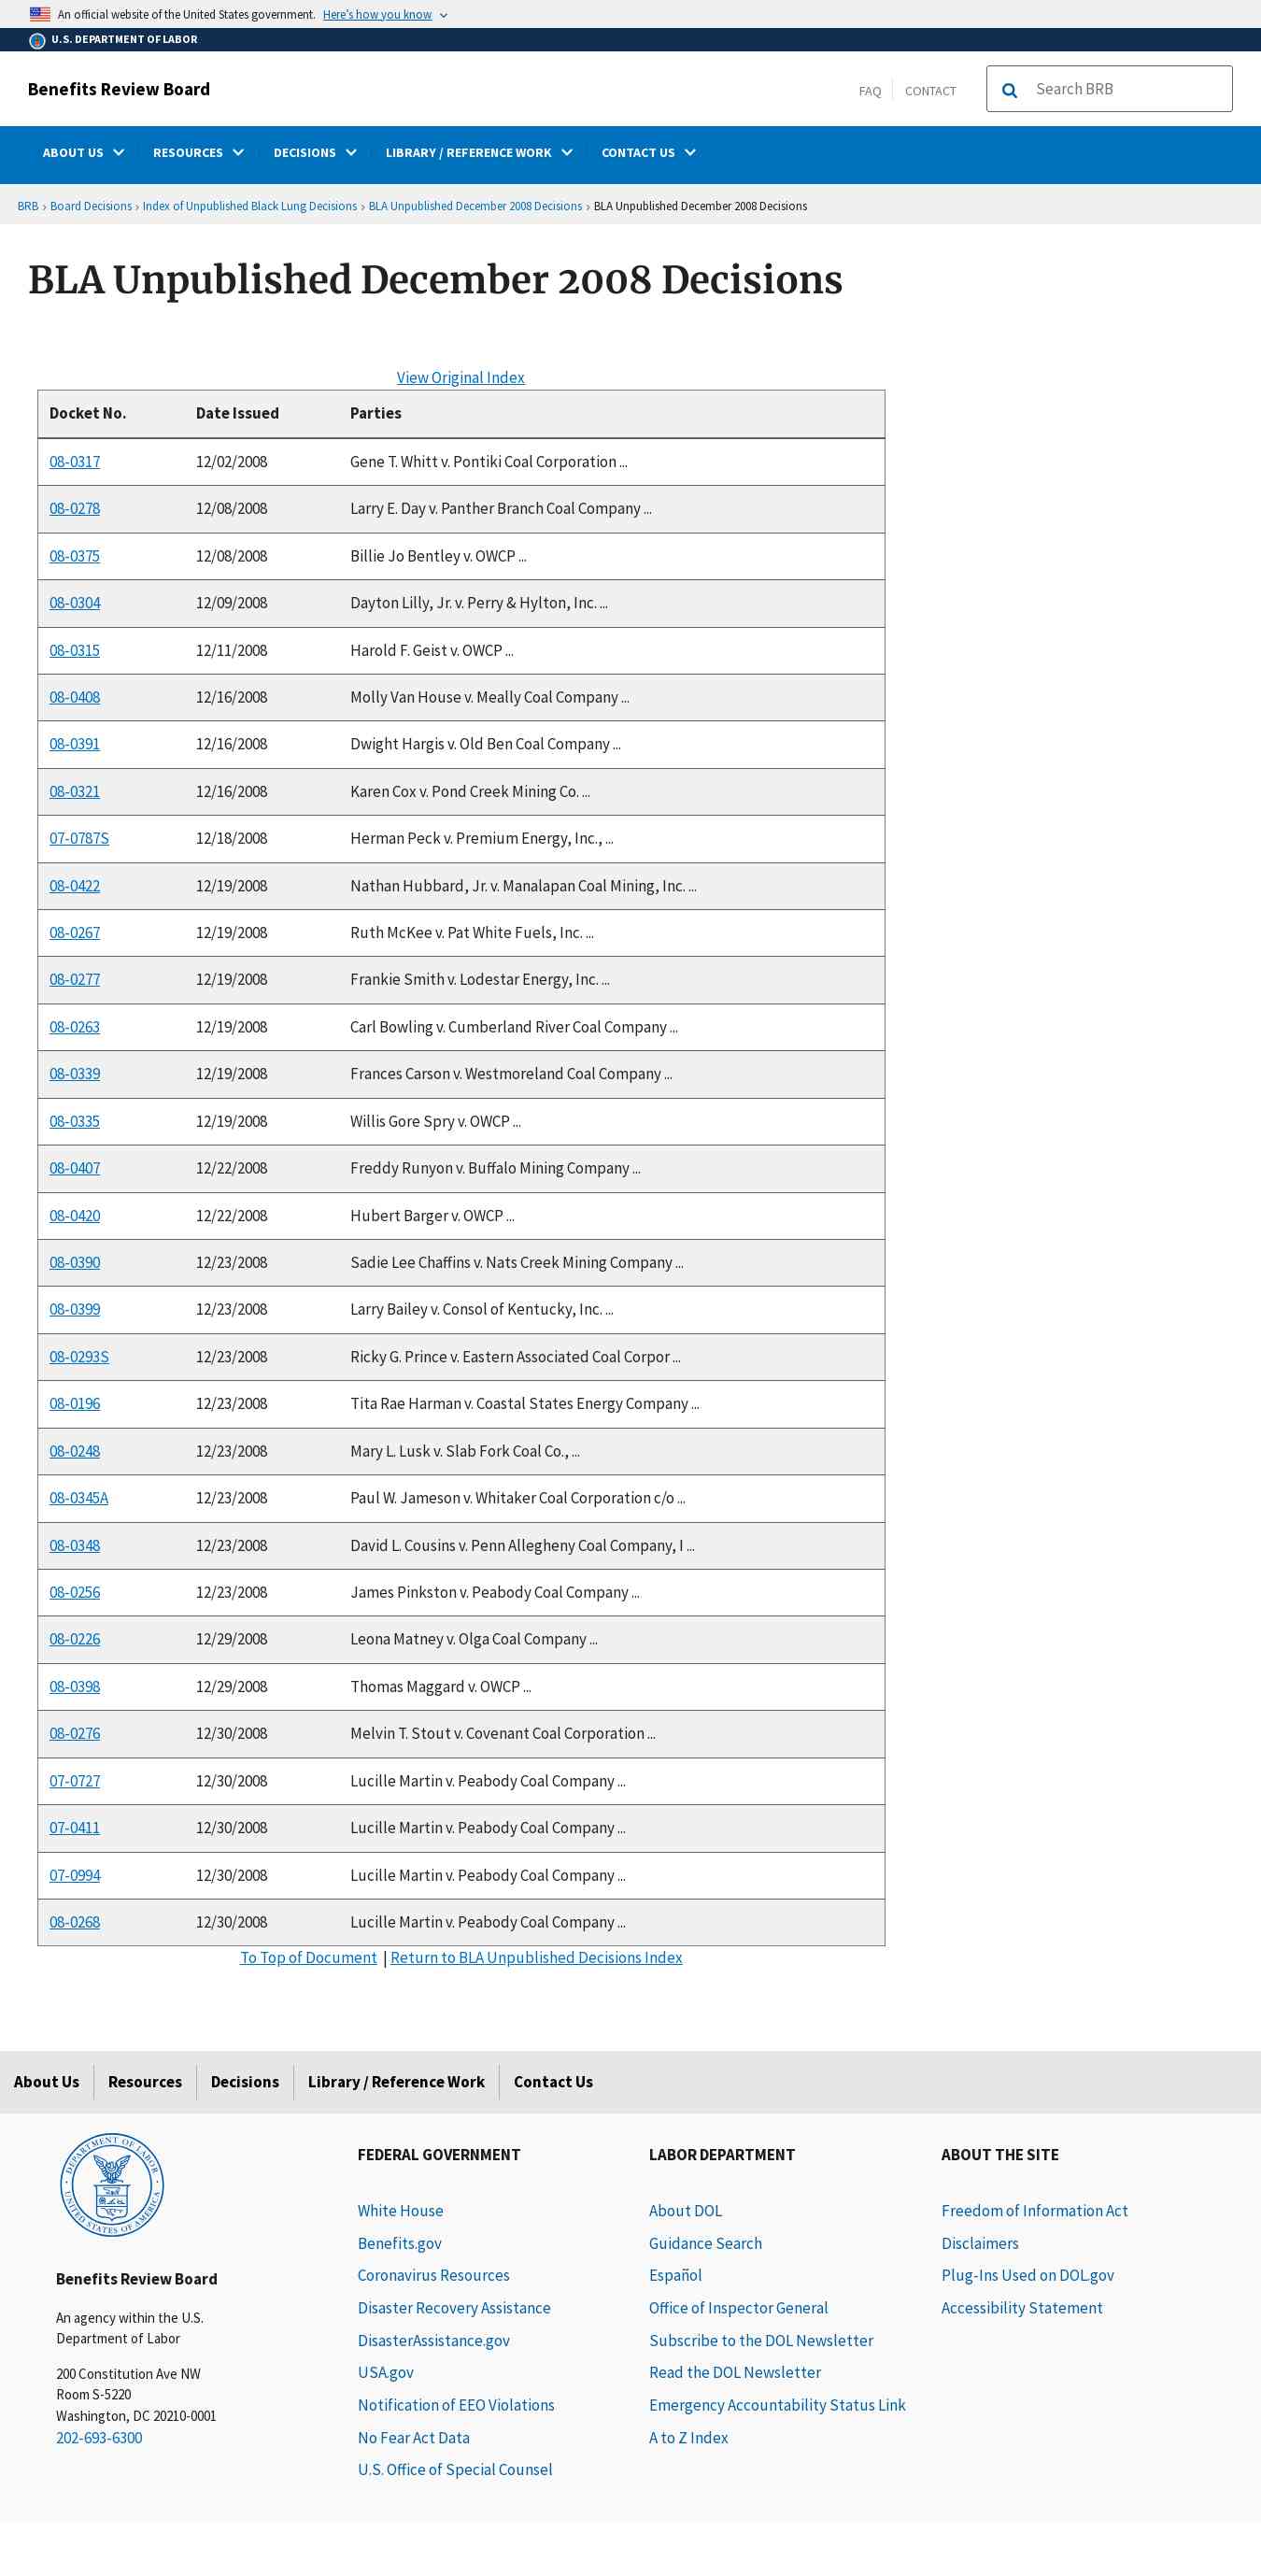 An official website of the United States government. Here's how you know
U.S. DEPARTMENT OF LABOR
Benefits Review Board
FAQ CONTACT Search BRB
ABOUT US RESOURCES DECISIONS LIBRARY / REFERENCE WORK CONTACT US
BRB › Board Decisions › Index of Unpublished Black Lung Decisions › BLA Unpublished December 2008 Decisions › BLA Unpublished December 2008 Decisions
BLA Unpublished December 2008 Decisions
View Original Index
Docket No. Date Issued Parties
08-0317 12/02/2008 Gene T. Whitt v. Pontiki Coal Corporation ...
08-0278 12/08/2008 Larry E. Day v. Panther Branch Coal Company ...
08-0375 12/08/2008 Billie Jo Bentley v. OWCP ...
08-0304 12/09/2008 Dayton Lilly, Jr. v. Perry & Hylton, Inc. ...
08-0315 12/11/2008 Harold F. Geist v. OWCP ...
08-0408 12/16/2008 Molly Van House v. Meally Coal Company ...
08-0391 12/16/2008 Dwight Hargis v. Old Ben Coal Company ...
08-0321 12/16/2008 Karen Cox v. Pond Creek Mining Co. ...
07-0787S 12/18/2008 Herman Peck v. Premium Energy, Inc., ...
08-0422 12/19/2008 Nathan Hubbard, Jr. v. Manalapan Coal Mining, Inc. ...
08-0267 12/19/2008 Ruth McKee v. Pat White Fuels, Inc. ...
08-0277 12/19/2008 Frankie Smith v. Lodestar Energy, Inc. ...
08-0263 12/19/2008 Carl Bowling v. Cumberland River Coal Company ...
08-0339 12/19/2008 Frances Carson v. Westmoreland Coal Company ...
08-0335 12/19/2008 Willis Gore Spry v. OWCP ...
08-0407 12/22/2008 Freddy Runyon v. Buffalo Mining Company ...
08-0420 12/22/2008 Hubert Barger v. OWCP ...
08-0390 12/23/2008 Sadie Lee Chaffins v. Nats Creek Mining Company ...
08-0399 12/23/2008 Larry Bailey v. Consol of Kentucky, Inc. ...
08-0293S 12/23/2008 Ricky G. Prince v. Eastern Associated Coal Corpor ...
08-0196 12/23/2008 Tita Rae Harman v. Coastal States Energy Company ...
08-0248 12/23/2008 Mary L. Lusk v. Slab Fork Coal Co., ...
08-0345A 12/23/2008 Paul W. Jameson v. Whitaker Coal Corporation c/o ...
08-0348 12/23/2008 David L. Cousins v. Penn Allegheny Coal Company, I ...
08-0256 12/23/2008 James Pinkston v. Peabody Coal Company ...
08-0226 12/29/2008 Leona Matney v. Olga Coal Company ...
08-0398 12/29/2008 Thomas Maggard v. OWCP ...
08-0276 12/30/2008 Melvin T. Stout v. Covenant Coal Corporation ...
07-0727 12/30/2008 Lucille Martin v. Peabody Coal Company ...
07-0411 12/30/2008 Lucille Martin v. Peabody Coal Company ...
07-0994 12/30/2008 Lucille Martin v. Peabody Coal Company ...
08-0268 12/30/2008 Lucille Martin v. Peabody Coal Company ...
To Top of Document | Return to BLA Unpublished Decisions Index
About Us Resources Decisions Library / Reference Work Contact Us
DEPARTMENT OF LABOR
UNITED STATES OF AMERICA
Benefits Review Board
An agency within the U.S.
Department of Labor
200 Constitution Ave NW
Room S-5220
Washington, DC 20210-0001
202-693-6300
FEDERAL GOVERNMENT
White House
Benefits.gov
Coronavirus Resources
Disaster Recovery Assistance
DisasterAssistance.gov
USA.gov
Notification of EEO Violations
No Fear Act Data
U.S. Office of Special Counsel
LABOR DEPARTMENT
About DOL
Guidance Search
Español
Office of Inspector General
Subscribe to the DOL Newsletter
Read the DOL Newsletter
Emergency Accountability Status Link
A to Z Index
ABOUT THE SITE
Freedom of Information Act
Disclaimers
Plug-Ins Used on DOL.gov
Accessibility Statement